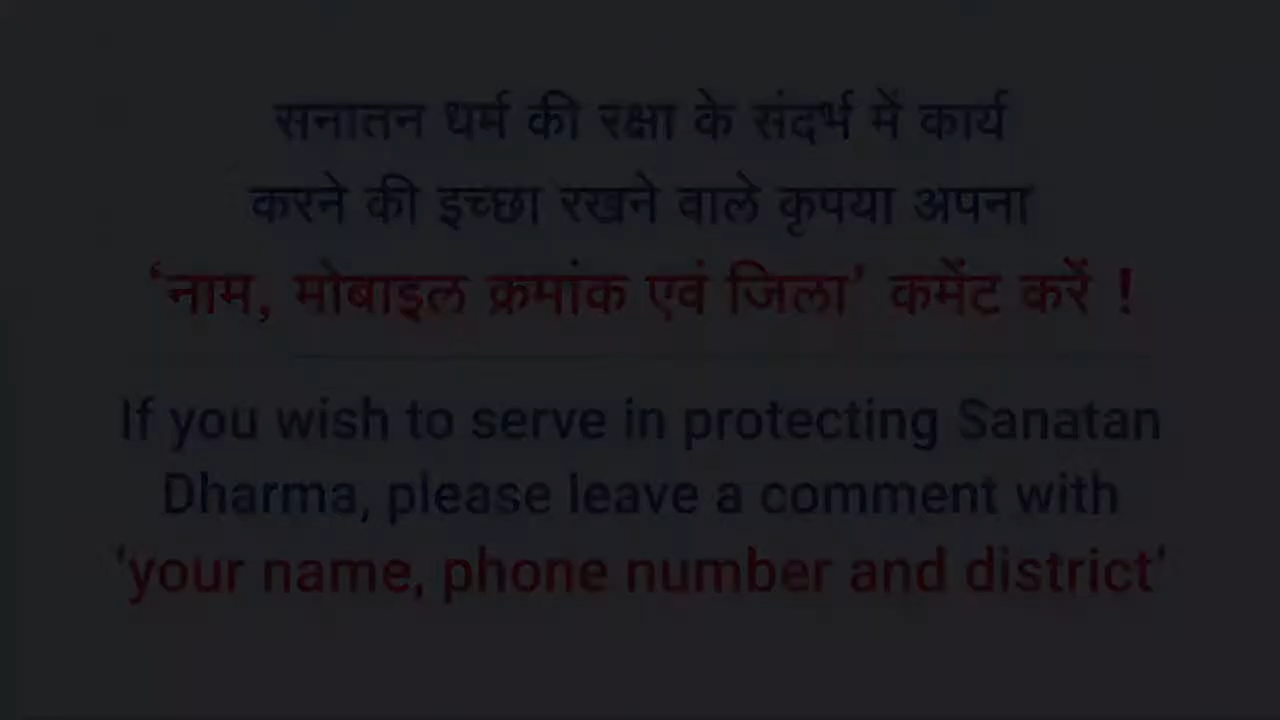 सनातन धर्म की रक्षा के संदर्भ में कार्य
करने की इच्छा रखने वाले कृपया अपना
‘नाम, मोबाइल क्रमांक एवं जिला’ कमेंट करें !
If you wish to serve in protecting Sanatan
Dharma, please leave a comment with
‘your name, phone number and district’